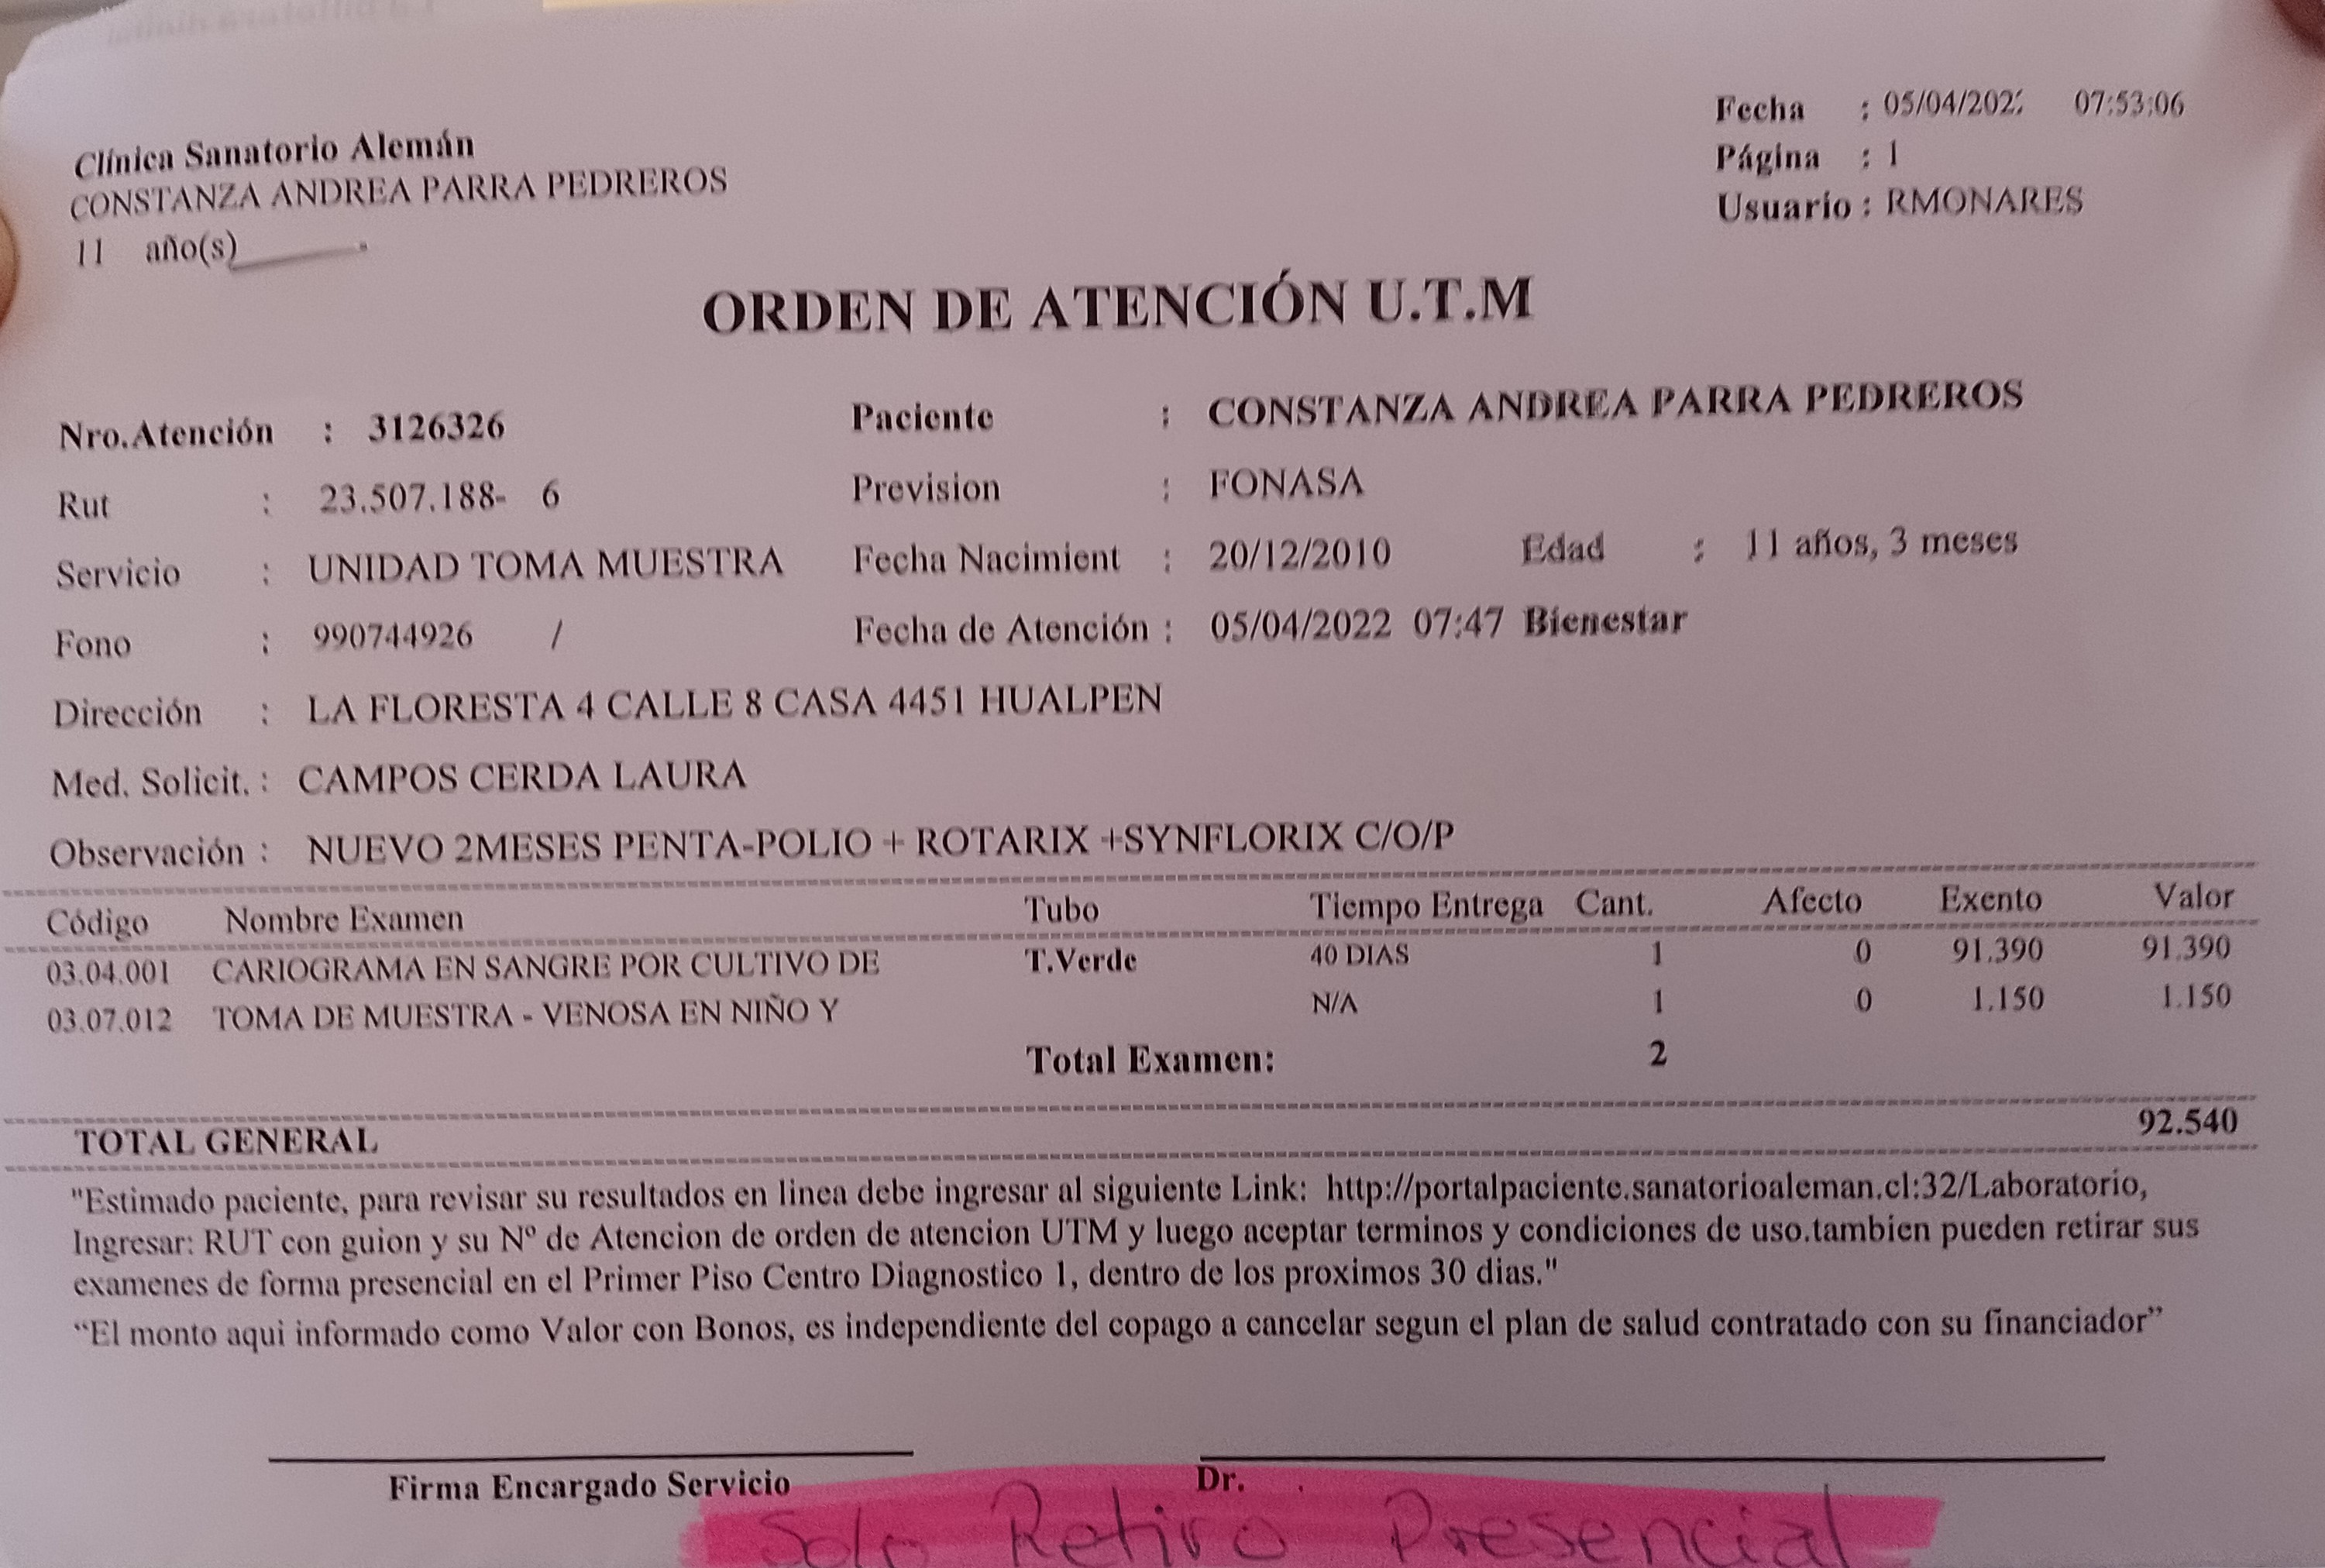 Clínica Sanatorio Alemán
CONSTANZA ANDREA PARRA PEDREROS
11 año(s)
Fecha : 05/04/202 07:53:06
Página : 1
Usuario : RMONARES
ORDEN DE ATENCIÓN U.T.M
Nro.Atención : 3126326 Paciente : CONSTANZA ANDREA PARRA PEDREROS
Rut : 23.507.188- 6 Prevision : FONASA
Servicio : UNIDAD TOMA MUESTRA Fecha Nacimient : 20/12/2010 Edad : 11 años, 3 meses
Fono : 990744926 / Fecha de Atención : 05/04/2022 07:47 Bienestar
Dirección : LA FLORESTA 4 CALLE 8 CASA 4451 HUALPEN
Med. Solicit. : CAMPOS CERDA LAURA
Observación : NUEVO 2MESES PENTA-POLIO + ROTARIX +SYNFLORIX C/O/P
Código Nombre Examen Tubo Tiempo Entrega Cant. Afecto Exento Valor
03.04.001 CARIOGRAMA EN SANGRE POR CULTIVO DE T.Verde 40 DIAS 1 0 91.390 91.390
03.07.012 TOMA DE MUESTRA - VENOSA EN NIÑO Y N/A 1 0 1.150 1.150
Total Examen: 2
TOTAL GENERAL 92.540
"Estimado paciente, para revisar su resultados en linea debe ingresar al siguiente Link: http://portalpaciente.sanatorioaleman.cl:32/Laboratorio,
Ingresar: RUT con guion y su Nº de Atencion de orden de atencion UTM y luego aceptar terminos y condiciones de uso.tambien pueden retirar sus
examenes de forma presencial en el Primer Piso Centro Diagnostico 1, dentro de los proximos 30 dias."
“El monto aqui informado como Valor con Bonos, es independiente del copago a cancelar segun el plan de salud contratado con su financiador”
Firma Encargado Servicio Dr.
Solo Retiro Presencial